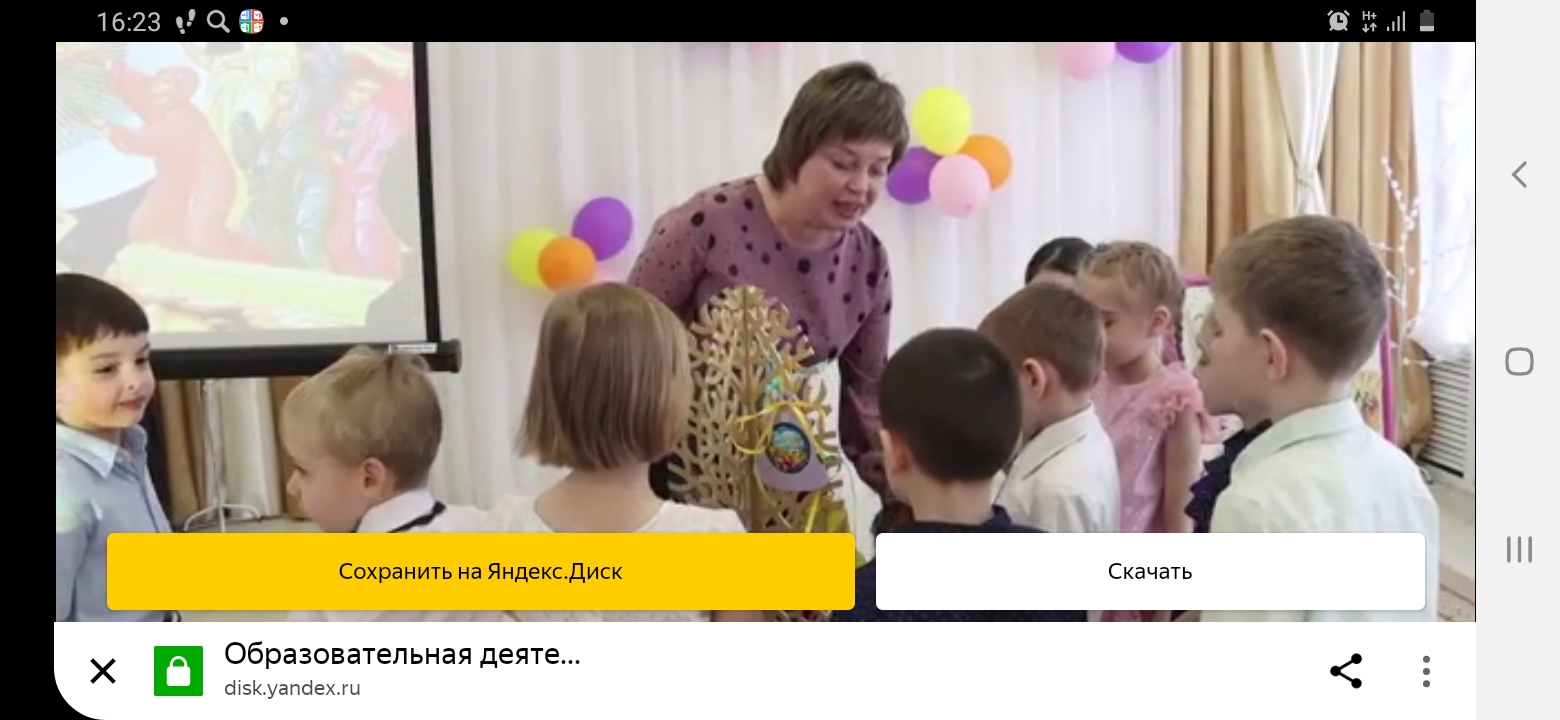 16:23
H+
Сохранить на Яндекс.Диск
Скачать
Образовательная деяте...
disk.yandex.ru